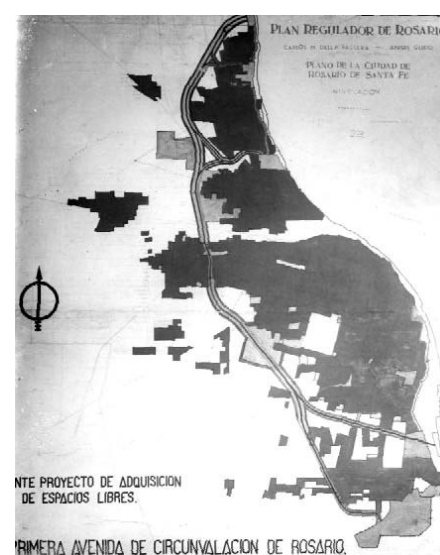 PLAN REGULADOR DE ROSARIO
PLANO DE LA CIUDAD DE
ROSARIO DE SANTA FE
NTE PROYECTO DE ADQUISICION
DE ESPACIOS LIBRES.
PRIMERA AVENIDA DE CIRCUNVALACION DE ROSARIO.